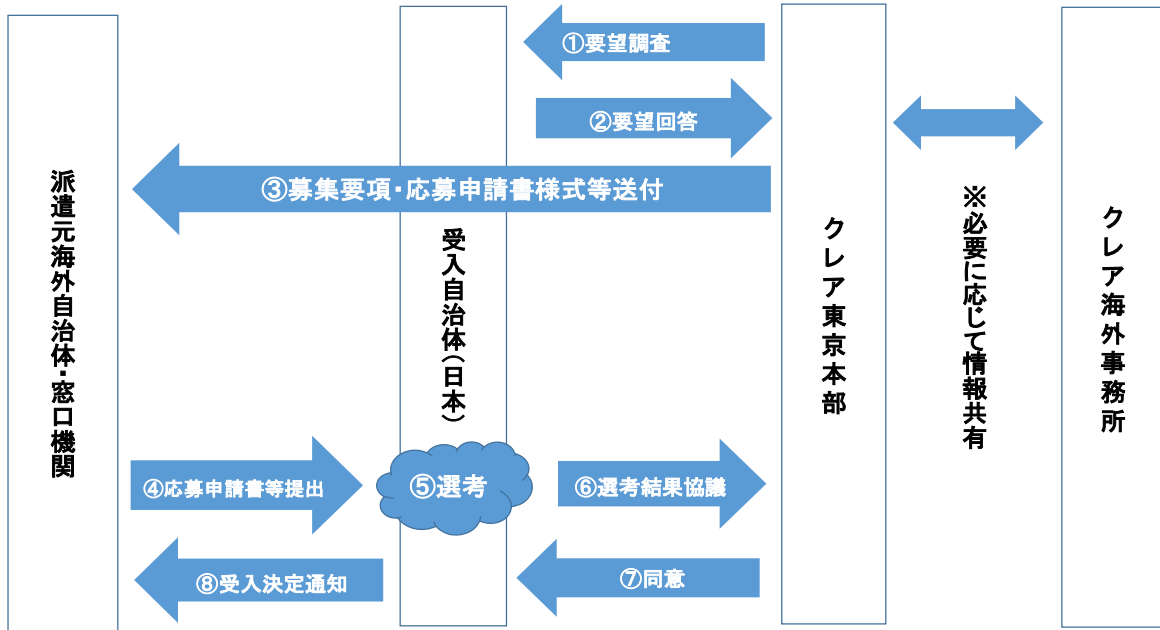 ①要望調査
②要望回答
③募集要項・応募申請書様式等送付
派遣元海外自治体・窓口機関
受入自治体(日本)
クレア東京本部
※必要に応じて情報共有
クレア海外事務所
④応募申請書等提出
⑤選考
⑥選考結果協議
⑧受入決定通知
⑦同意